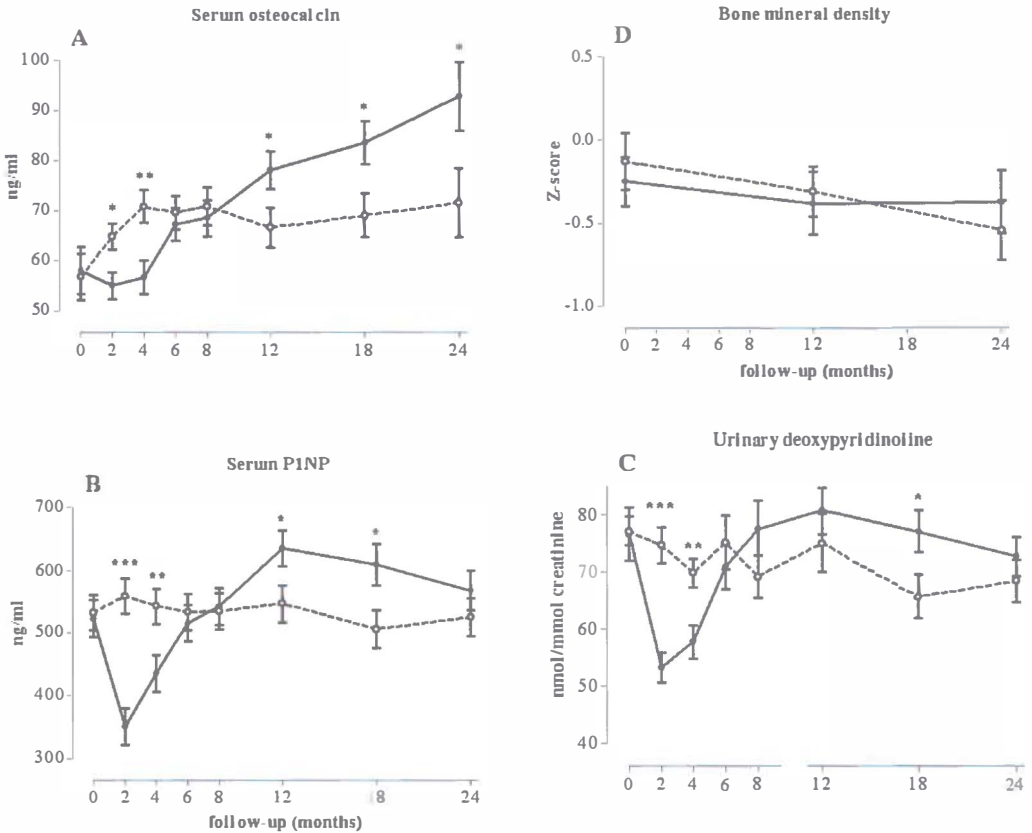 Serum osteocalcin
A
100
90
80
70
60
50
ng/ml
* ** * * *
0 2 4 6 8 12 18 24
Bone mineral density
D
0.5
0.0
-0.5
-1.0
Z-score
0 2 4 6 8 12 18 24
follow-up (months)
Serum P1NP
B
700
600
500
400
300
ng/ml
*** ** * *
0 2 4 6 8 12 18 24
follow-up (months)
Urinary deoxypyridinoline
C
80
70
60
50
40
nmol/mmol creatinine
*** ** *
0 2 4 6 8 12 18 24